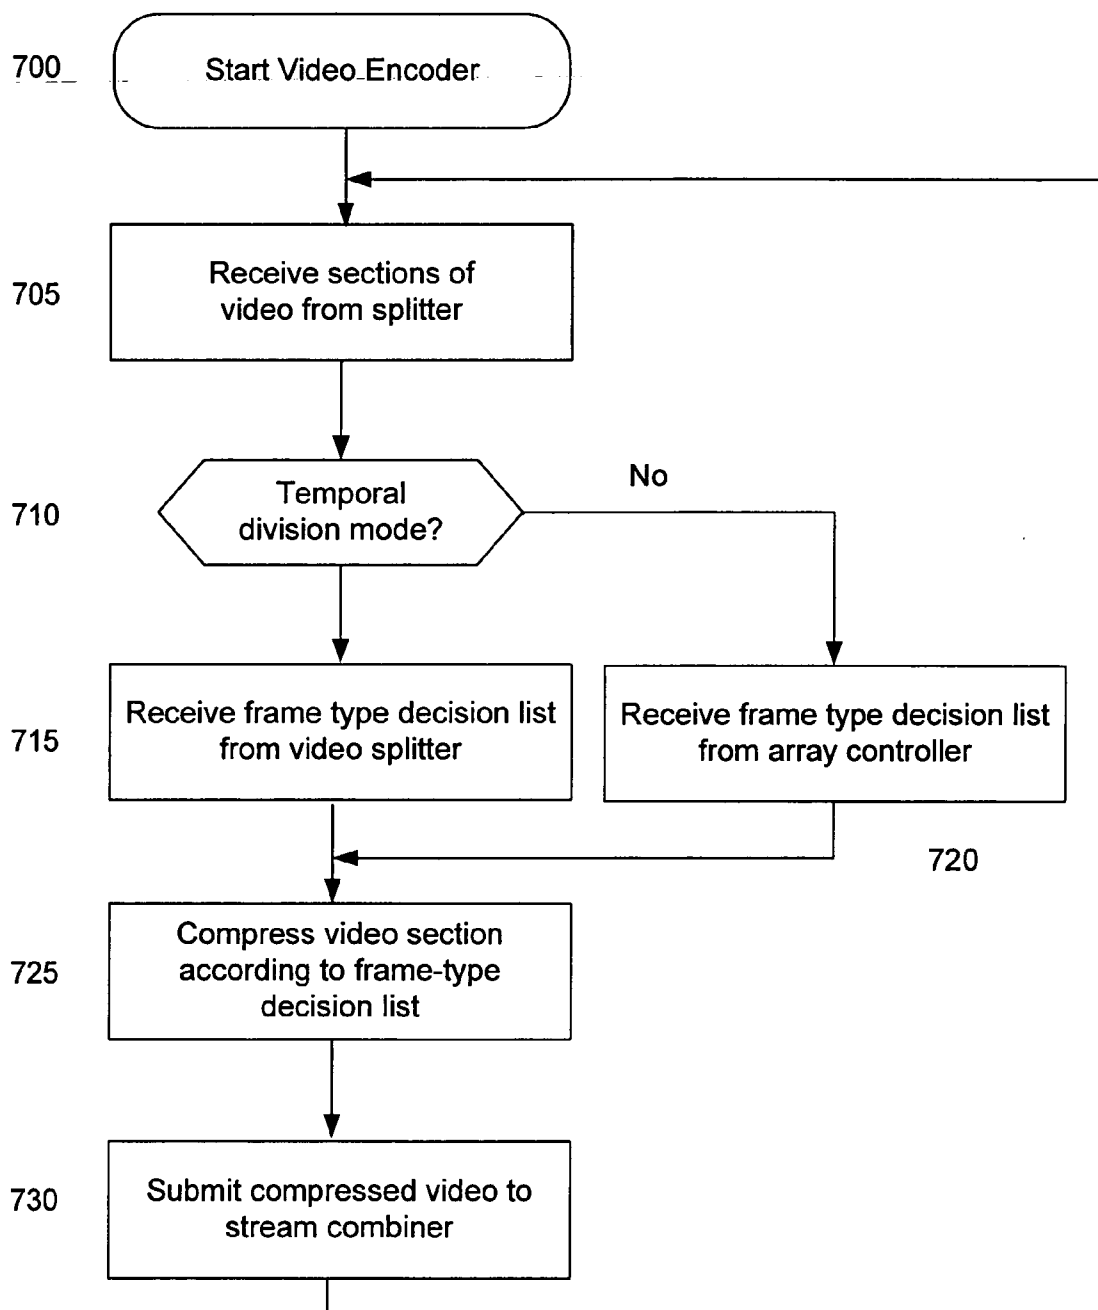 700
Start Video Encoder
705
Receive sections of
video from splitter
710
Temporal
division mode?
No
715
Receive frame type decision list
from video splitter
Receive frame type decision list
from array controller
720
725
Compress video section
according to frame-type
decision list
730
Submit compressed video to
stream combiner